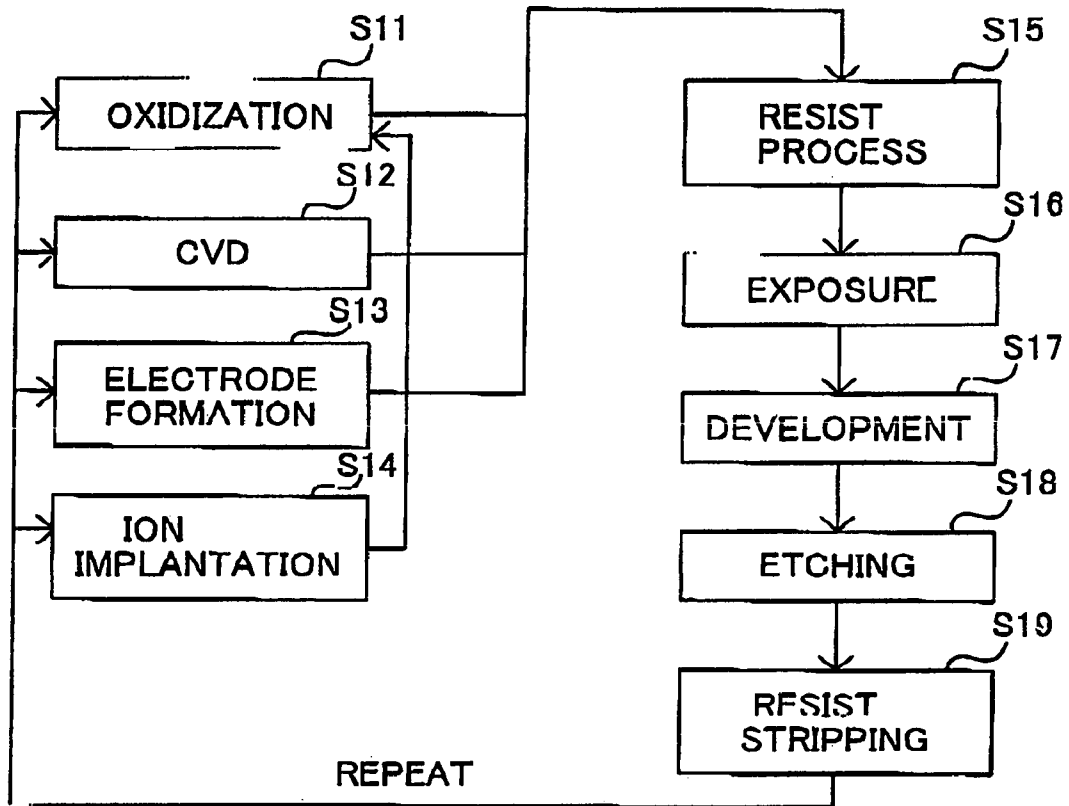 S11
OXIDIZATION
S12
CVD
S13
ELECTRODE
FORMATION
S14
ION
IMPLANTATION
S15
RESIST
PROCESS
S16
EXPOSURE
S17
DEVELOPMENT
S18
ETCHING
S19
RESIST
STRIPPING
REPEAT